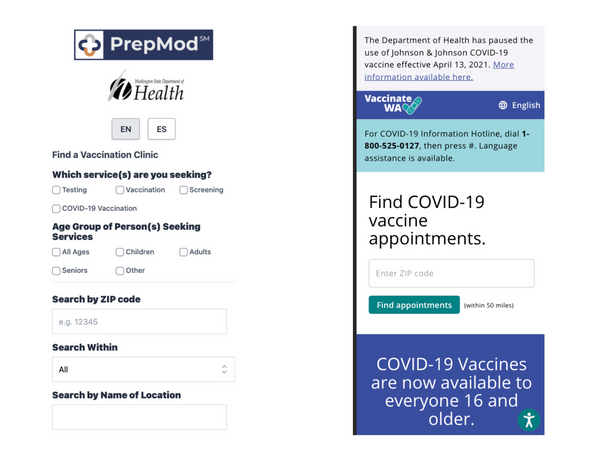 PrepMod SM
Washington State Department of
Health
EN ES
Find a Vaccination Clinic
Which service(s) are you seeking?
Testing Vaccination Screening
COVID-19 Vaccination
Age Group of Person(s) Seeking
Services
All Ages Children Adults
Seniors Other
Search by ZIP code
e.g. 12345
Search Within
All
Search by Name of Location
The Department of Health has paused the
use of Johnson & Johnson COVID-19
vaccine effective April 13, 2021. More
information available here.
Vaccinate
WA
English
For COVID-19 Information Hotline, dial 1-
800-525-0127, then press #. Language
assistance is available.
Find COVID-19
vaccine
appointments.
Enter ZIP code
Find appointments (within 50 miles)
COVID-19 Vaccines
are now available to
everyone 16 and
older.